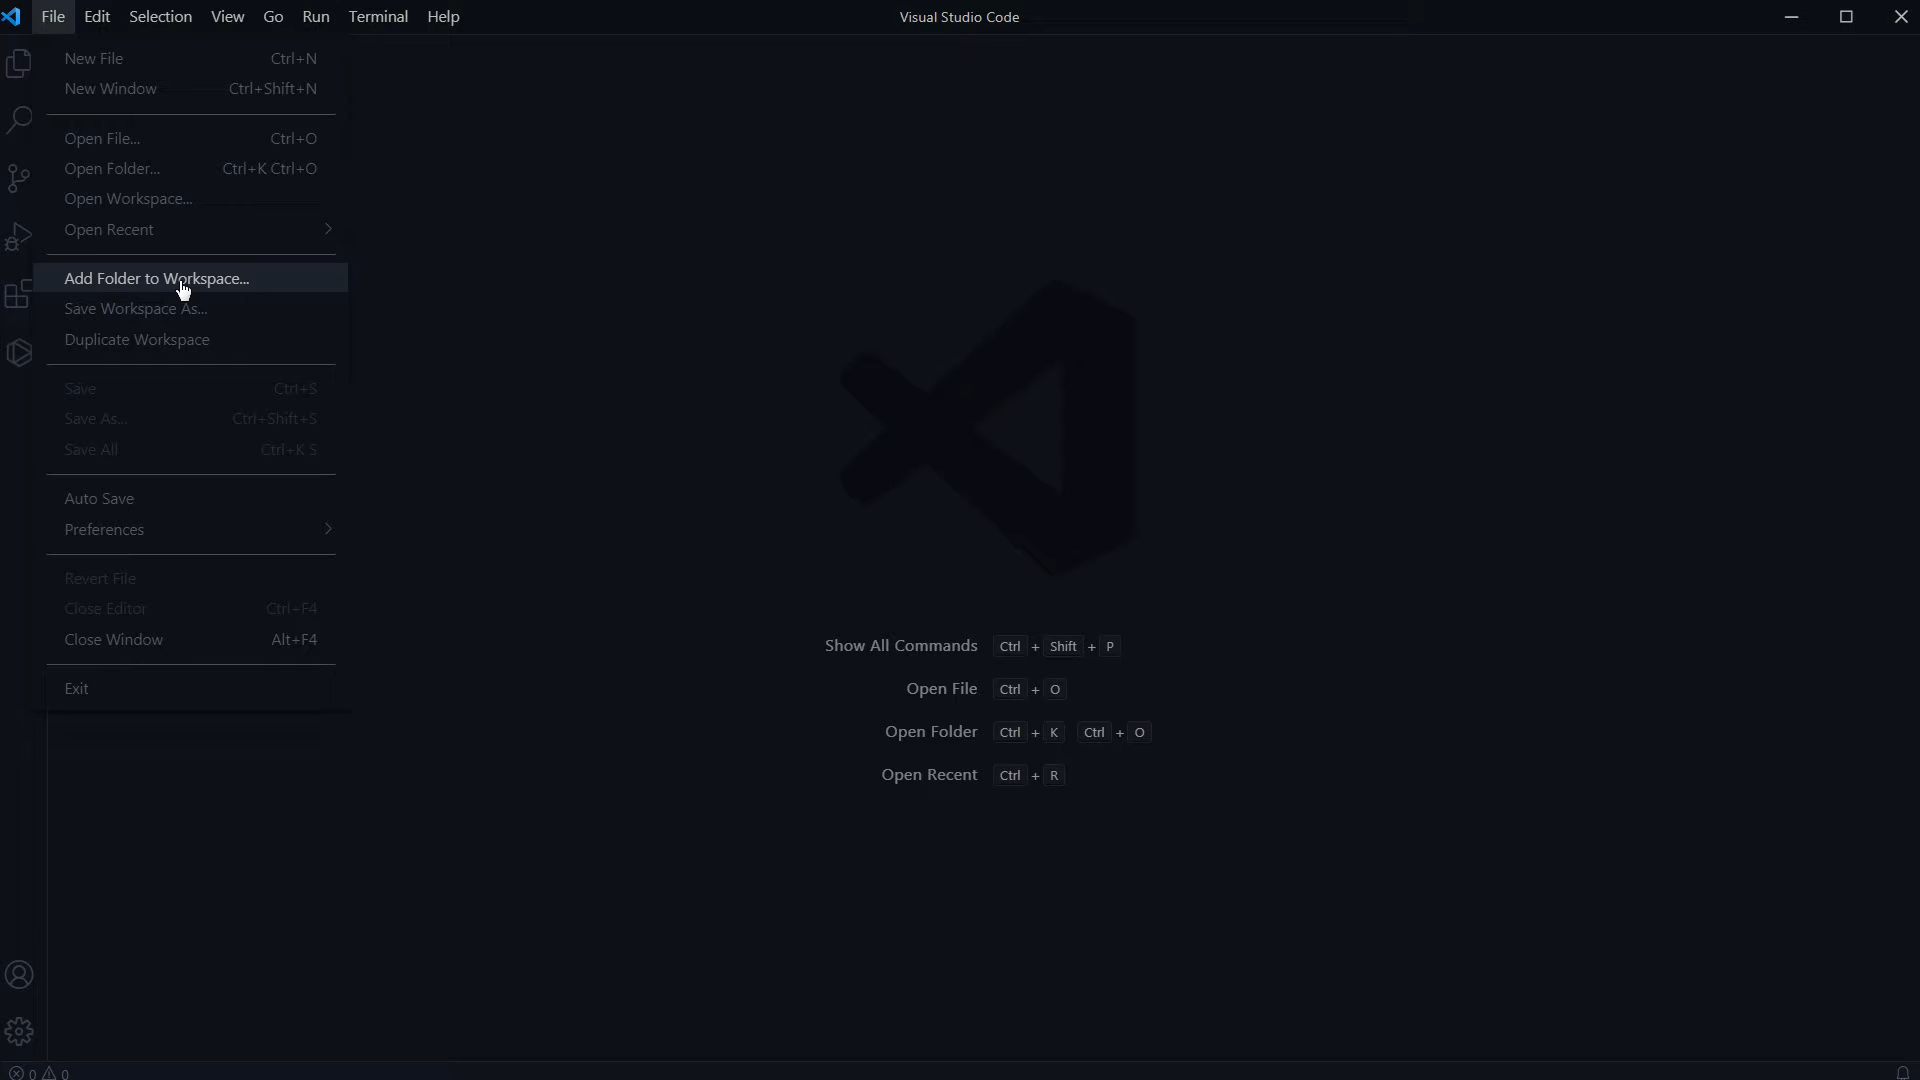 File Edit Selection View Go Run Terminal Help
Visual Studio Code
New File Ctrl+N
New Window Ctrl+Shift+N
Open File... Ctrl+O
Open Folder... Ctrl+K Ctrl+O
Open Workspace...
Open Recent
Add Folder to Workspace...
Save Workspace As...
Duplicate Workspace
Save Ctrl+S
Save As... Ctrl+Shift+S
Save All Ctrl+K S
Auto Save
Preferences
Revert File
Close Editor Ctrl+F4
Close Window Alt+F4
Exit
Show All Commands Ctrl + Shift + P
Open File Ctrl + O
Open Folder Ctrl + K Ctrl + O
Open Recent Ctrl + R
0 0